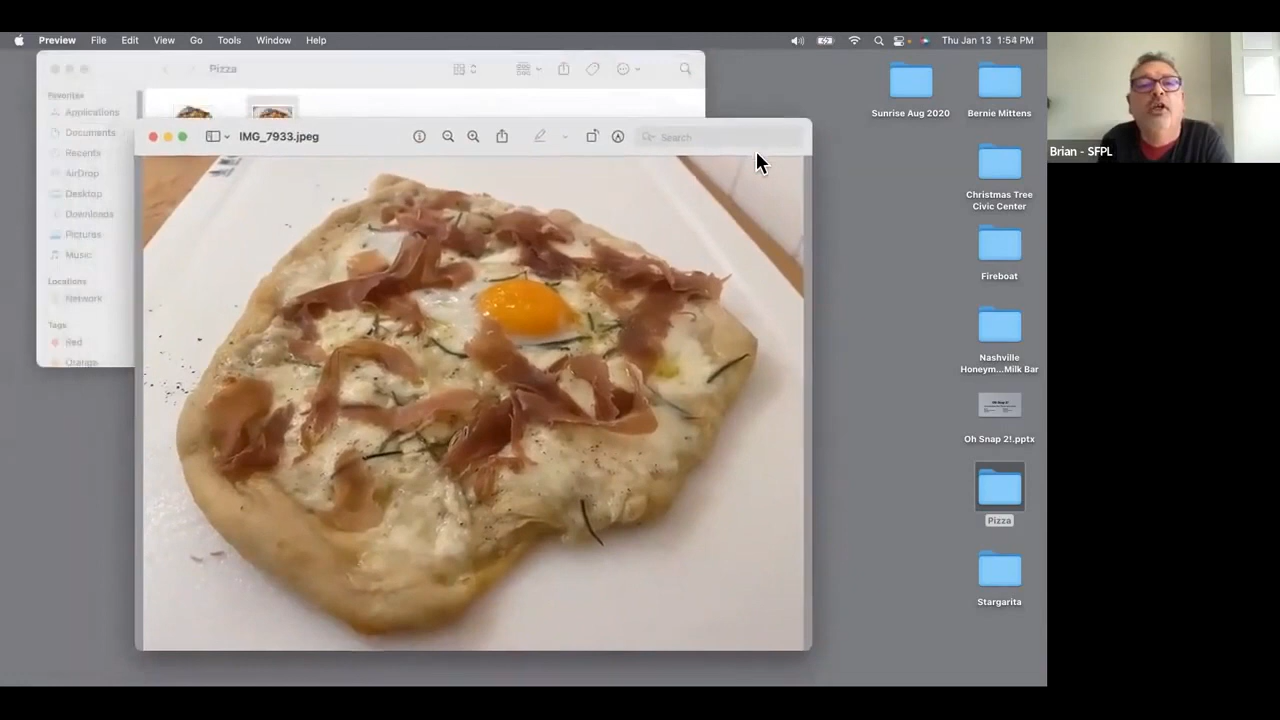 Preview File Edit View Go Tools Window Help
Thu Jan 13 1:54 PM
Pizza
Favorites
Applications
Documents
Recents
AirDrop
Desktop
Downloads
Pictures
Music
Locations
Network
Tags
Red
Orange
IMG_7933.jpeg
Search
Sunrise Aug 2020
Bernie Mittens
Christmas Tree
Civic Center
Fireboat
Nashville
Honeym...Milk Bar
Oh Snap 2!.pptx
Pizza
Stargarita
Brian - SFPL